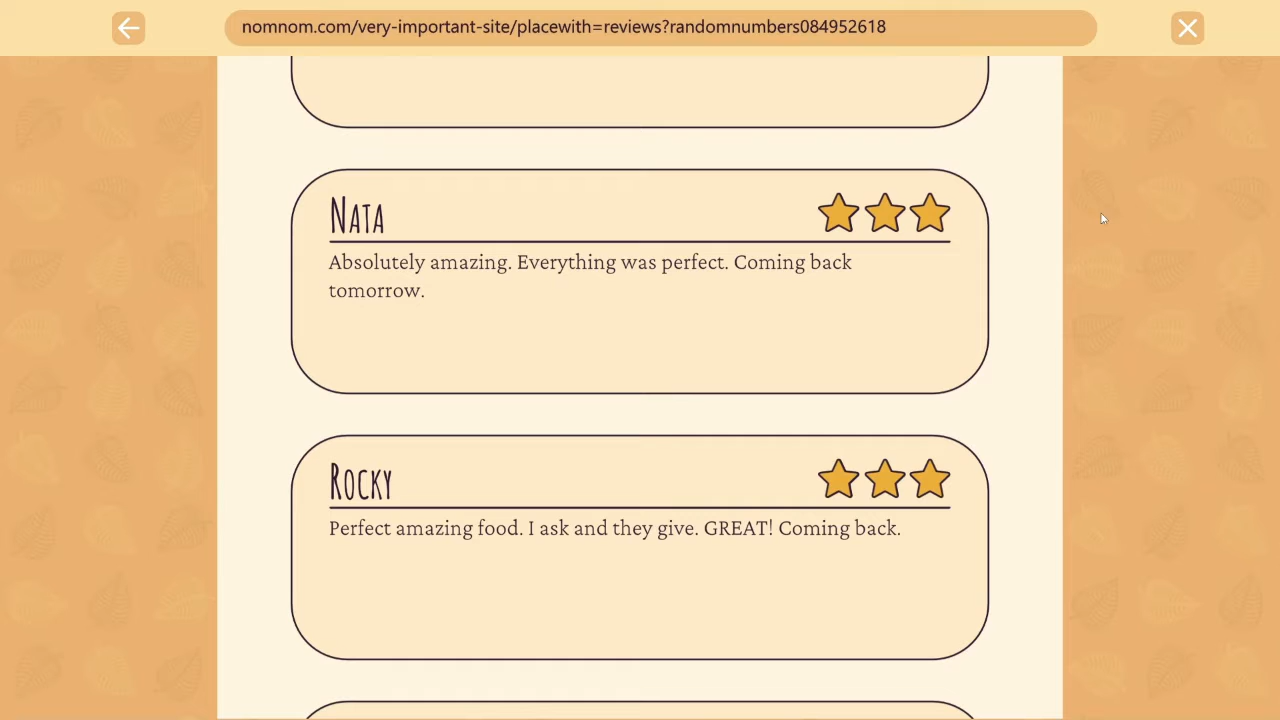 nomnom.com/very-important-site/placewith=reviews?randomnumbers084952618
Nata
Absolutely amazing. Everything was perfect. Coming back
tomorrow.
Rocky
Perfect amazing food. I ask and they give. GREAT! Coming back.